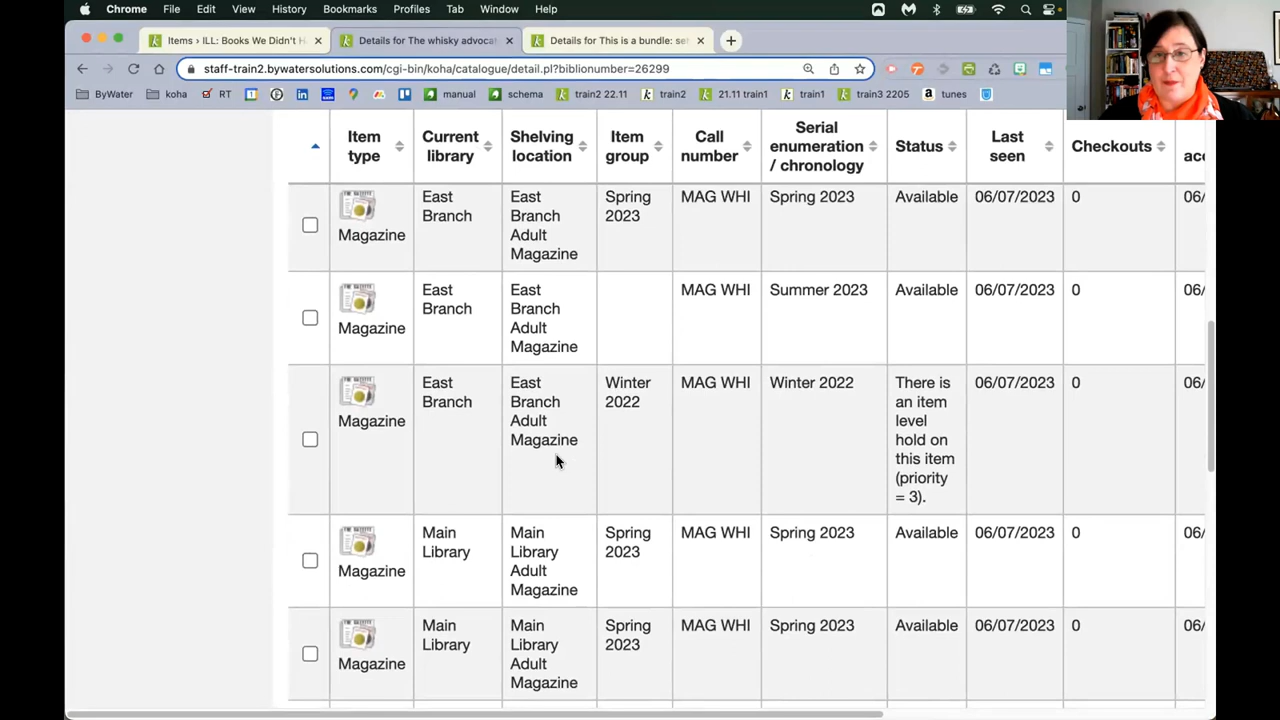 Chrome File Edit View History Bookmarks Profiles Tab Window Help
Items › ILL: Books We Didn't H
Details for The whisky advocat
Details for This is a bundle: set
staff-train2.bywatersolutions.com/cgi-bin/koha/catalogue/detail.pl?biblionumber=26299
ByWater koha RT manual schema train2 22.11 train2 21.11 train1 train1 train3 2205 tunes
Item type
Current library
Shelving location
Item group
Call number
Serial enumeration / chronology
Status
Last seen
Checkouts
acc
Magazine
East
Branch
East
Branch
Adult
Magazine
Spring
2023
MAG WHI
Spring 2023
Available
06/07/2023
0
06/
Magazine
East
Branch
East
Branch
Adult
Magazine
MAG WHI
Summer 2023
Available
06/07/2023
0
06/
Magazine
East
Branch
East
Branch
Adult
Magazine
Winter
2022
MAG WHI
Winter 2022
There is
an item
level
hold on
this item
(priority
= 3).
06/07/2023
0
06/
Magazine
Main
Library
Main
Library
Adult
Magazine
Spring
2023
MAG WHI
Spring 2023
Available
06/07/2023
0
06/
Magazine
Main
Library
Main
Library
Adult
Magazine
Spring
2023
MAG WHI
Spring 2023
Available
06/07/2023
0
06/